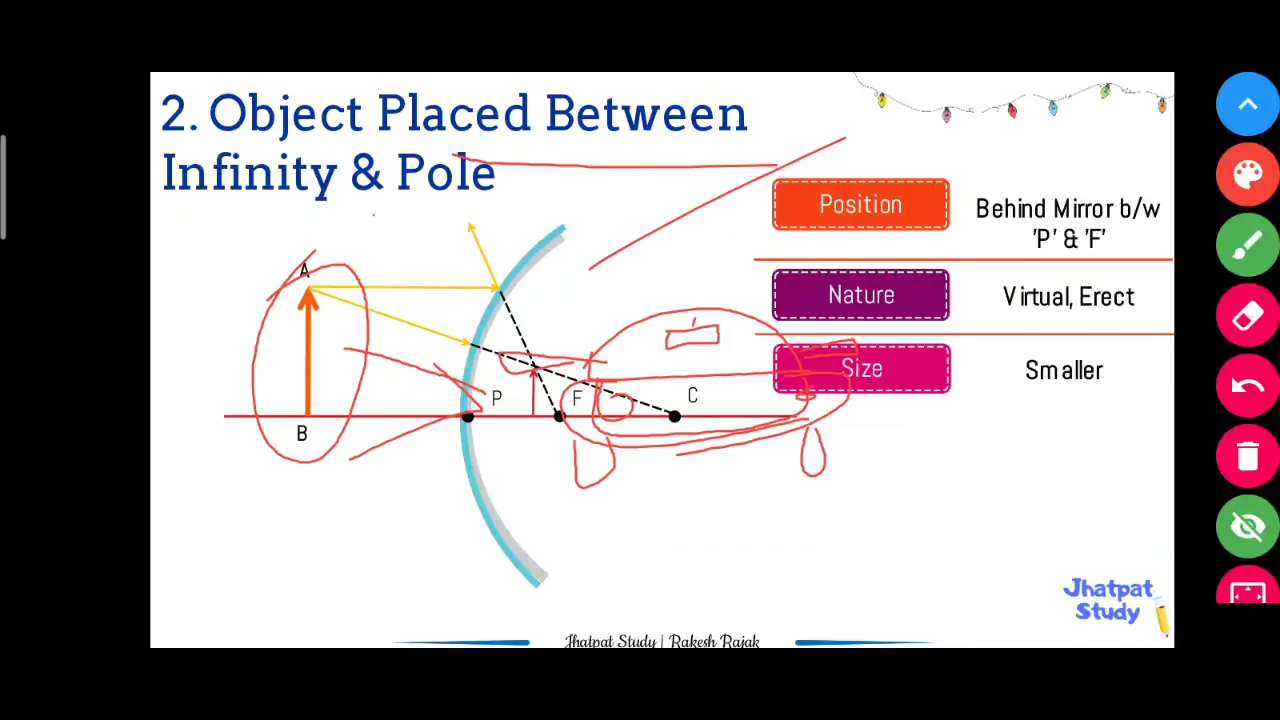 2. Object Placed Between
Infinity & Pole
Position
Behind Mirror b/w
'P' & 'F'
Nature
Virtual, Erect
Size
Smaller
A
B
P
F
C
Jhatpat
Study
Jhatpat Study | Rakesh Rajak